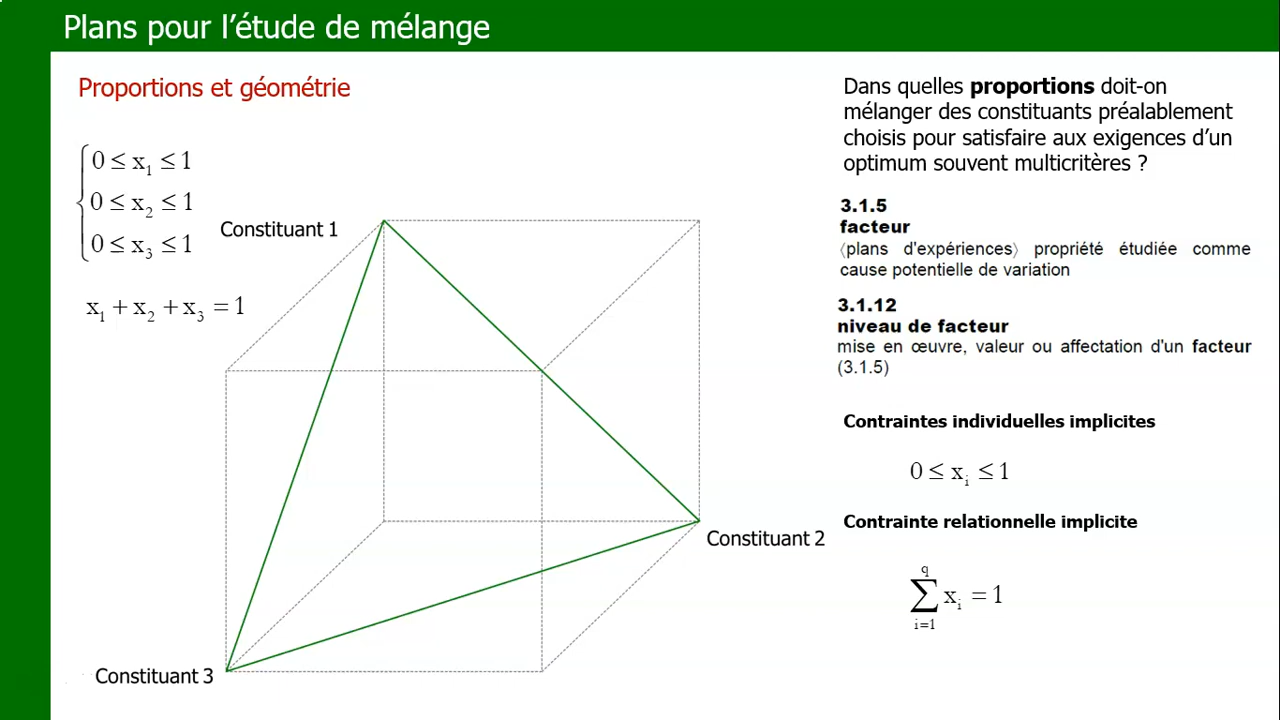 Plans pour l’étude de mélange
Proportions et géométrie
0 ≤ x₁ ≤ 1
0 ≤ x₂ ≤ 1
0 ≤ x₃ ≤ 1
x₁ + x₂ + x₃ = 1
Constituant 1
Constituant 2
Constituant 3
Dans quelles proportions doit-on
mélanger des constituants préalablement
choisis pour satisfaire aux exigences d’un
optimum souvent multicritères ?
3.1.5
facteur
〈plans d'expériences〉 propriété étudiée comme
cause potentielle de variation
3.1.12
niveau de facteur
mise en œuvre, valeur ou affectation d'un facteur
(3.1.5)
Contraintes individuelles implicites
0 ≤ xᵢ ≤ 1
Contrainte relationnelle implicite
q
∑ xᵢ = 1
i=1